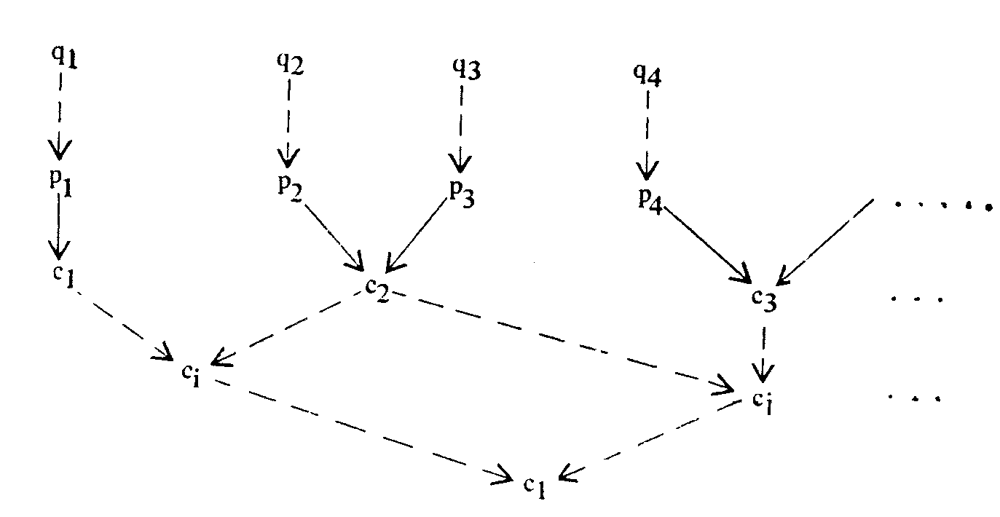 q1 q2 q3 q4
p1 p2 p3 p4 . . . . .
c1 c2 c3 . . .
ci cj . . .
c1